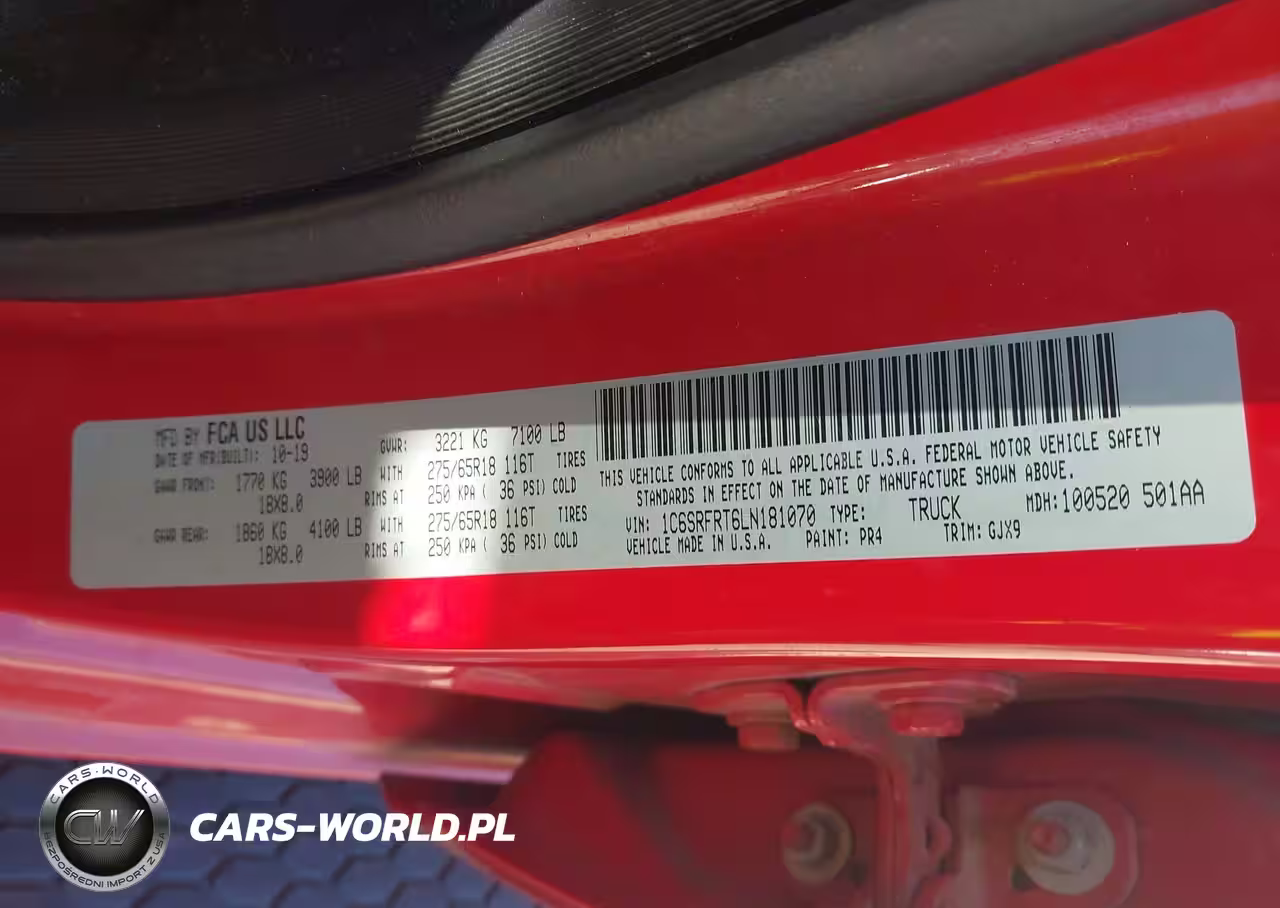 MFD BY FCA US LLC
DATE OF MFR(BUILT): 10-19
GVWR: 3221 KG 7100 LB
GAWR FRONT: 1770 KG 3900 LB WITH 275/65R18 116T TIRES
18X8.0 RIMS AT 250 KPA ( 36 PSI) COLD
GAWR REAR: 1860 KG 4100 LB WITH 275/65R18 116T TIRES
18X8.0 RIMS AT 250 KPA ( 36 PSI) COLD
THIS VEHICLE CONFORMS TO ALL APPLICABLE U.S.A. FEDERAL MOTOR VEHICLE SAFETY
STANDARDS IN EFFECT ON THE DATE OF MANUFACTURE SHOWN ABOVE.
VIN: 1C6SRFRT6LN181070 TYPE: TRUCK MDH:100520 501AA
VEHICLE MADE IN U.S.A. PAINT: PR4 TRIM: GJX9
CARS-WORLD
CW
BEZPOŚREDNI IMPORT Z USA
CARS-WORLD.PL